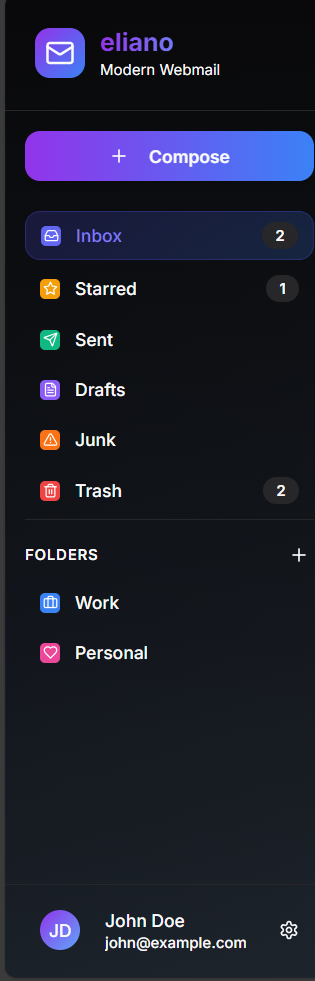 eliano
Modern Webmail
Compose
Inbox 2
Starred 1
Sent
Drafts
Junk
Trash 2
FOLDERS
Work
Personal
JD
John Doe
john@example.com